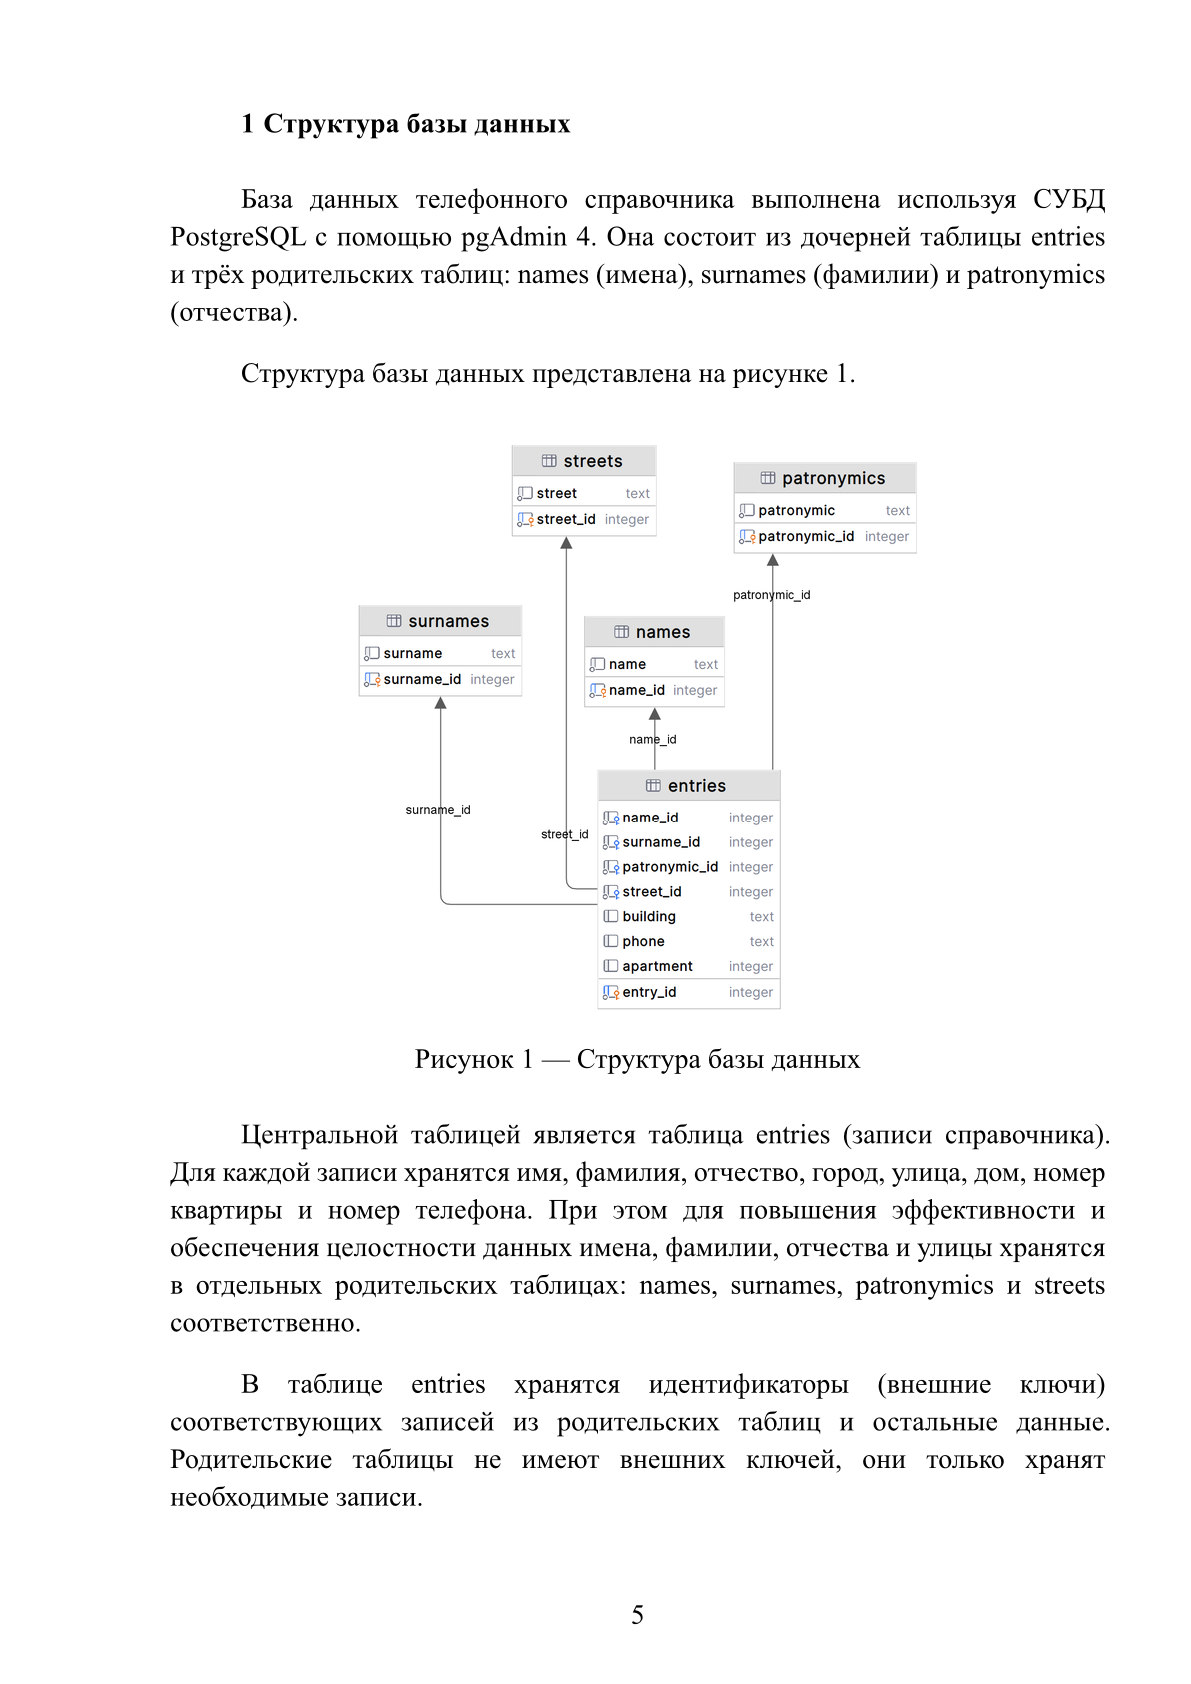 1 Структура базы данных
База данных телефонного справочника выполнена используя СУБД
PostgreSQL с помощью pgAdmin 4. Она состоит из дочерней таблицы entries
и трёх родительских таблиц: names (имена), surnames (фамилии) и patronymics
(отчества).
Структура базы данных представлена на рисунке 1.
streets
street text
street_id integer
patronymics
patronymic text
patronymic_id integer
patronymic_id
surnames
surname text
surname_id integer
names
name text
name_id integer
name_id
surname_id
street_id
entries
name_id integer
surname_id integer
patronymic_id integer
street_id integer
building text
phone text
apartment integer
entry_id integer
Рисунок 1 — Структура базы данных
Центральной таблицей является таблица entries (записи справочника).
Для каждой записи хранятся имя, фамилия, отчество, город, улица, дом, номер
квартиры и номер телефона. При этом для повышения эффективности и
обеспечения целостности данных имена, фамилии, отчества и улицы хранятся
в отдельных родительских таблицах: names, surnames, patronymics и streets
соответственно.
В таблице entries хранятся идентификаторы (внешние ключи)
соответствующих записей из родительских таблиц и остальные данные.
Родительские таблицы не имеют внешних ключей, они только хранят
необходимые записи.
5